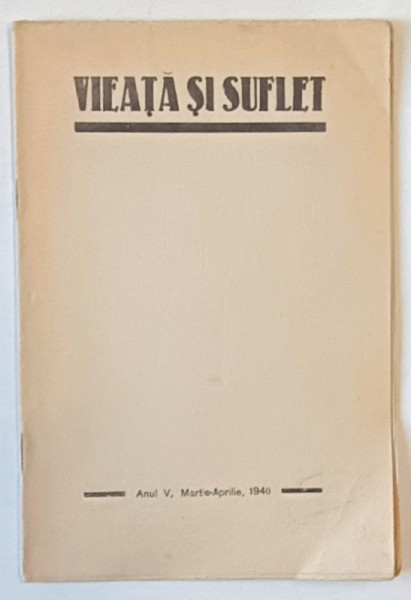 VIEAȚĂ ȘI SUFLET
Anul V, Martie-Aprilie, 1940